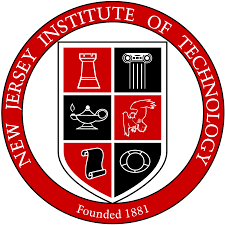 NEW JERSEY INSTITUTE OF TECHNOLOGY
Founded 1881